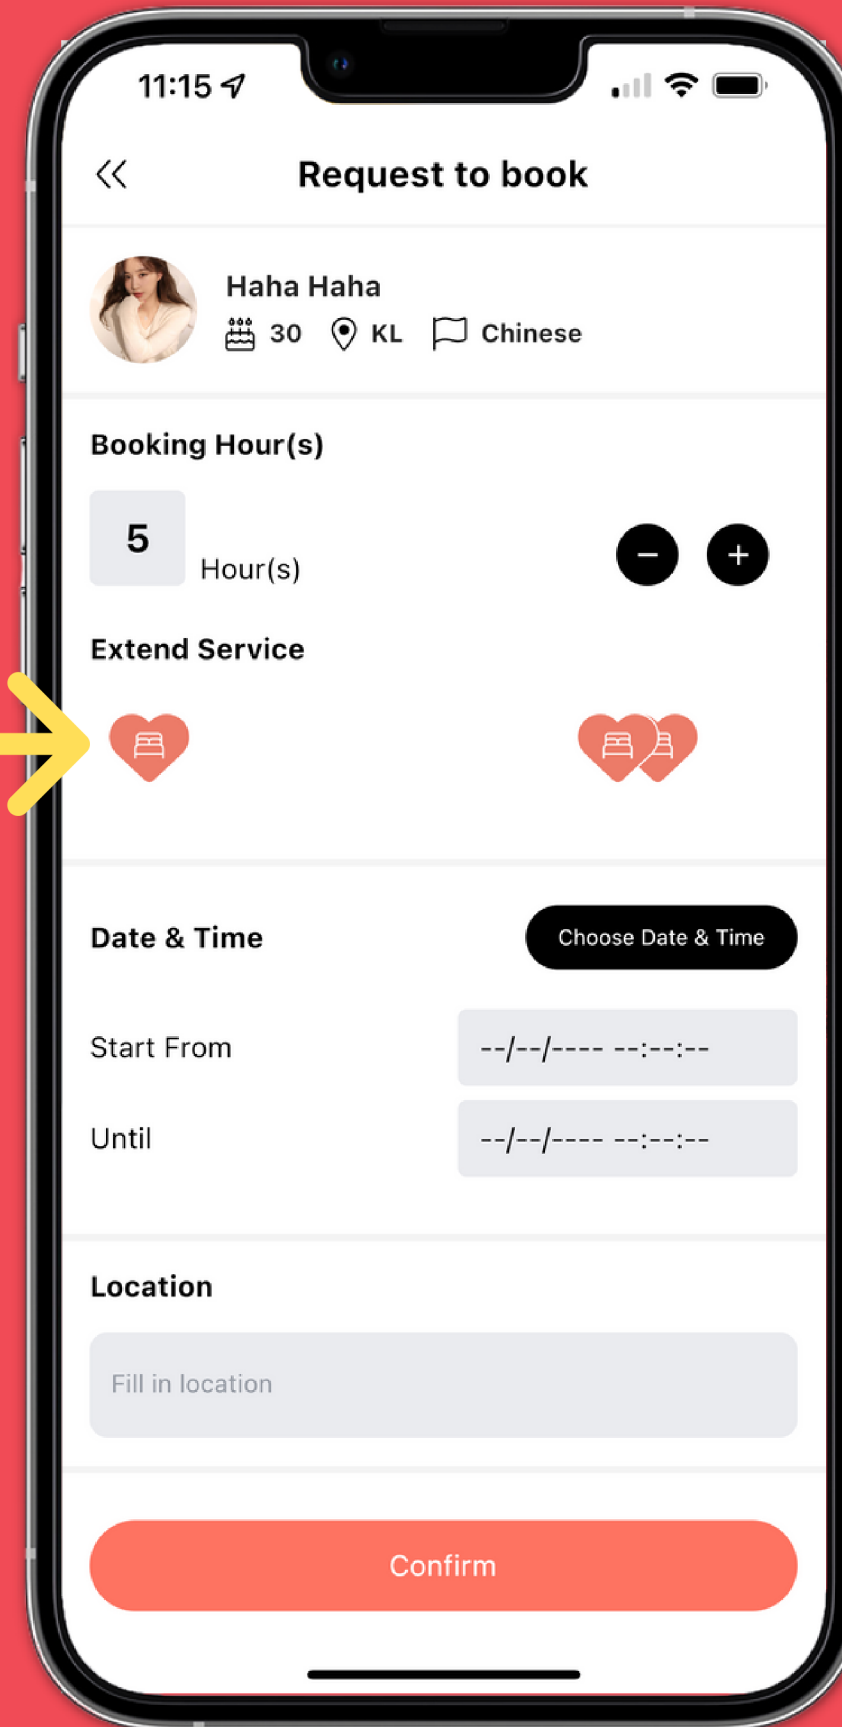 11:15
Request to book
Haha Haha
30 KL Chinese
Booking Hour(s)
5 Hour(s)
Extend Service
Date & Time Choose Date & Time
Start From --/--/---- --:--:--
Until --/--/---- --:--:--
Location
Fill in location
Confirm